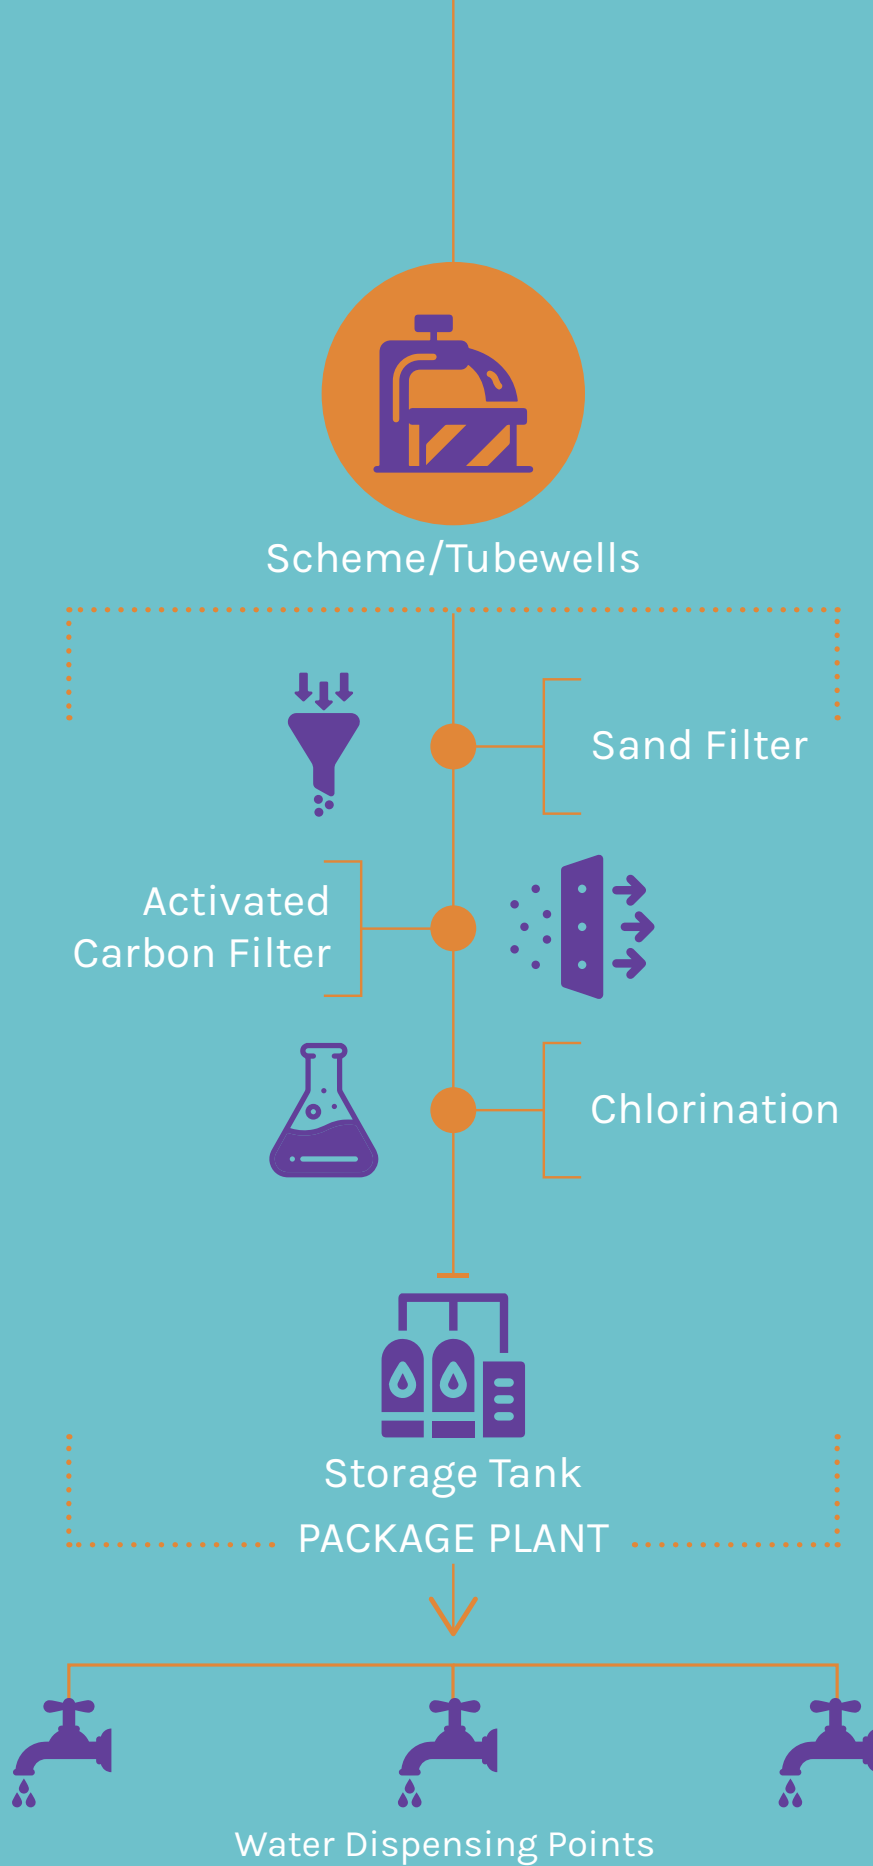 Scheme/Tubewells
Sand Filter
Activated
Carbon Filter
Chlorination
Storage Tank
PACKAGE PLANT
Water Dispensing Points